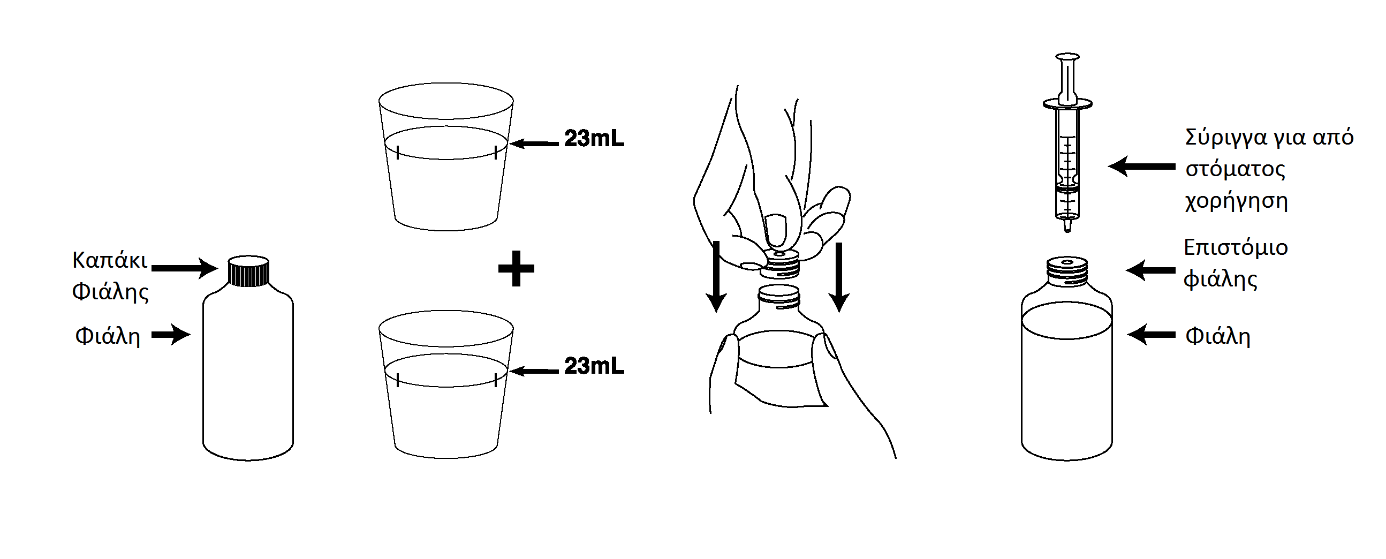 Καπάκι
Φιάλης
Φιάλη
23mL
23mL
Σύριγγα για από
στόματος
χορήγηση
Επιστόμιο
φιάλης
Φιάλη